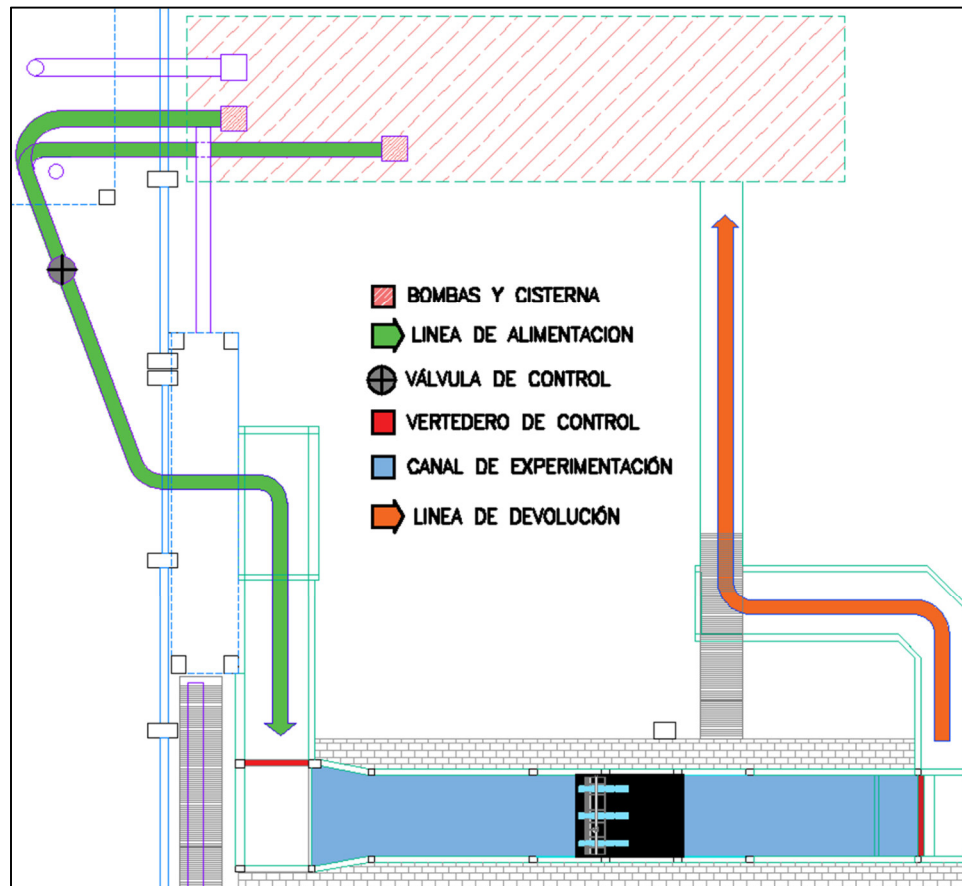 BOMBAS Y CISTERNA
LINEA DE ALIMENTACION
VÁLVULA DE CONTROL
VERTEDERO DE CONTROL
CANAL DE EXPERIMENTACIÓN
LINEA DE DEVOLUCIÓN